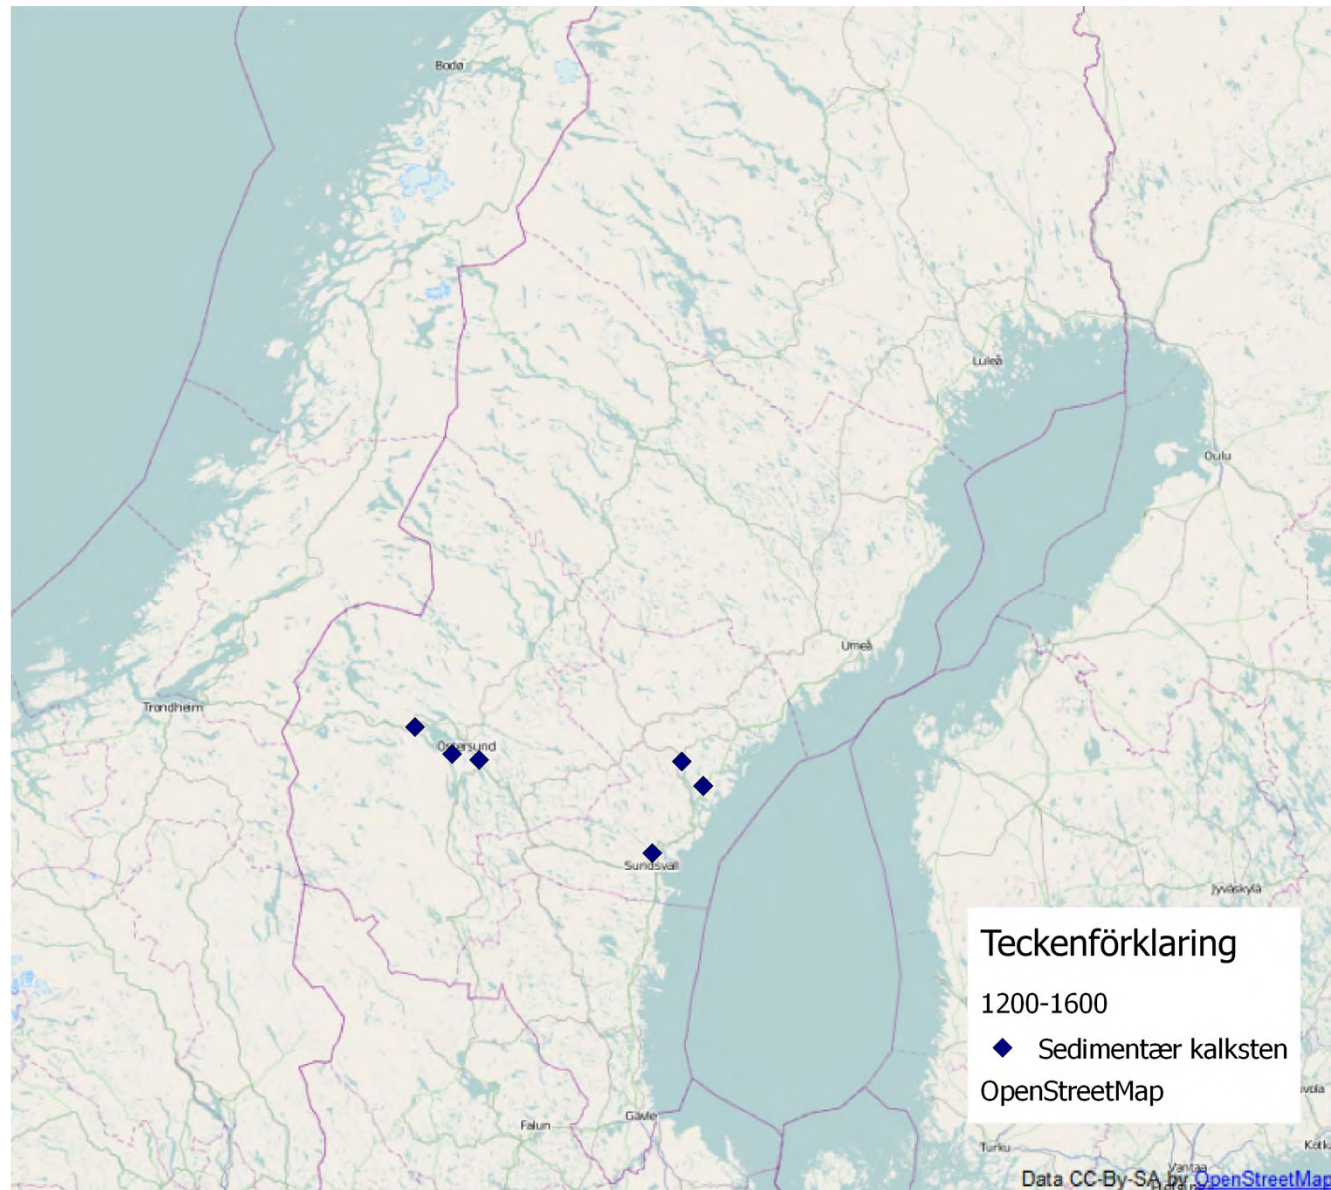 Bodø
Luleå
Oulu
Umeå
Trondheim
Östersund
Sundsvall
Jyväskylä
Teckenförklaring
1200-1600
Sedimentær kalksten
OpenStreetMap
Gävle
Falun
Turku
Vantaa
Data CC-By-SA by OpenStreetMap